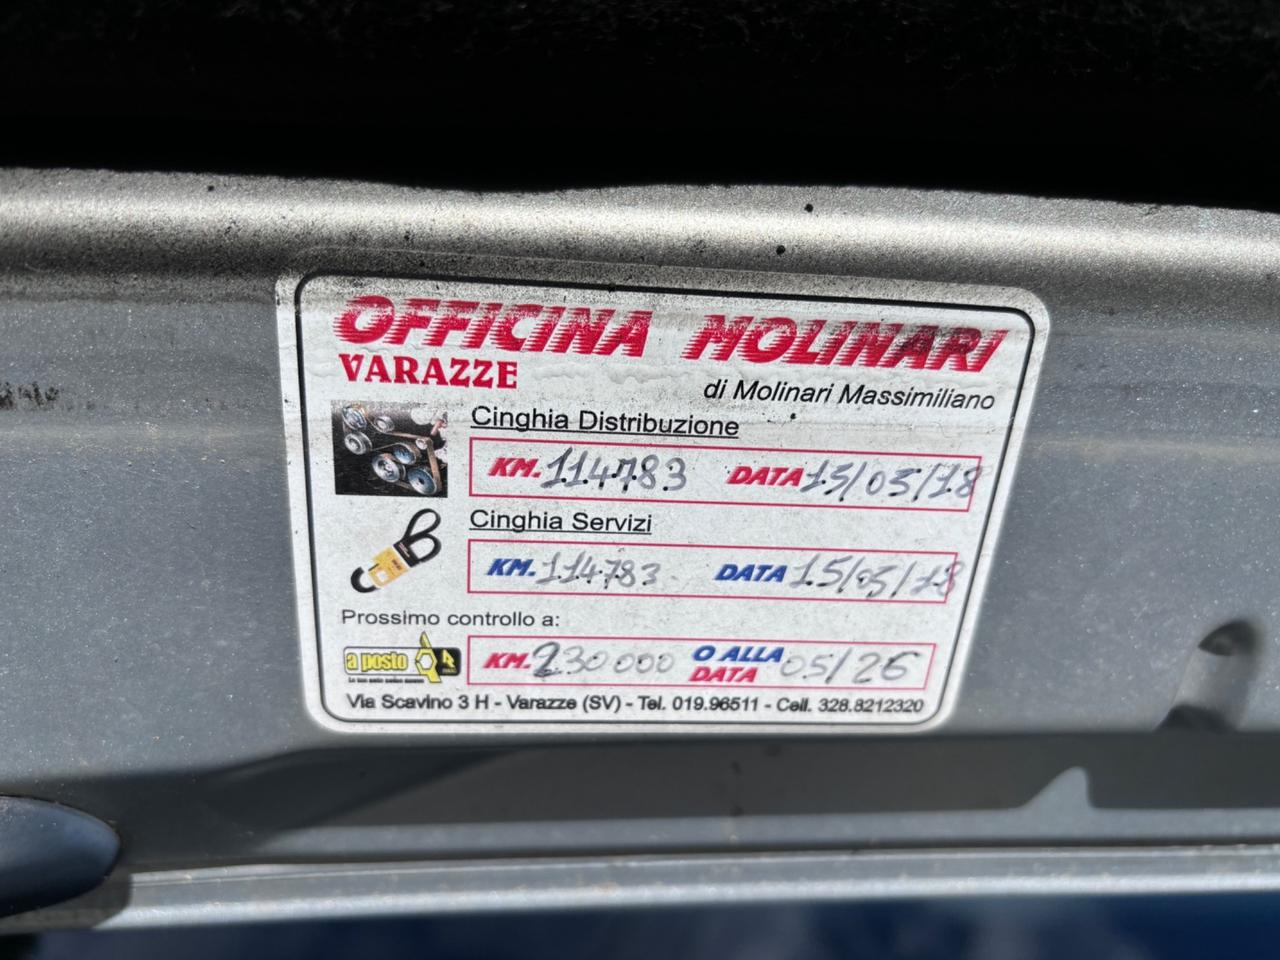 OFFICINA MOLINARI
VARAZZE
di Molinari Massimiliano
Cinghia Distribuzione
KM. 114783 DATA 15/05/18
Cinghia Servizi
KM. 114783 DATA 15/05/18
Prossimo controllo a:
a posto
KM. 230000 O ALLA DATA 05/26
Via Scavino 3 H - Varazze (SV) - Tel. 019.96511 - Cell. 328.8212320